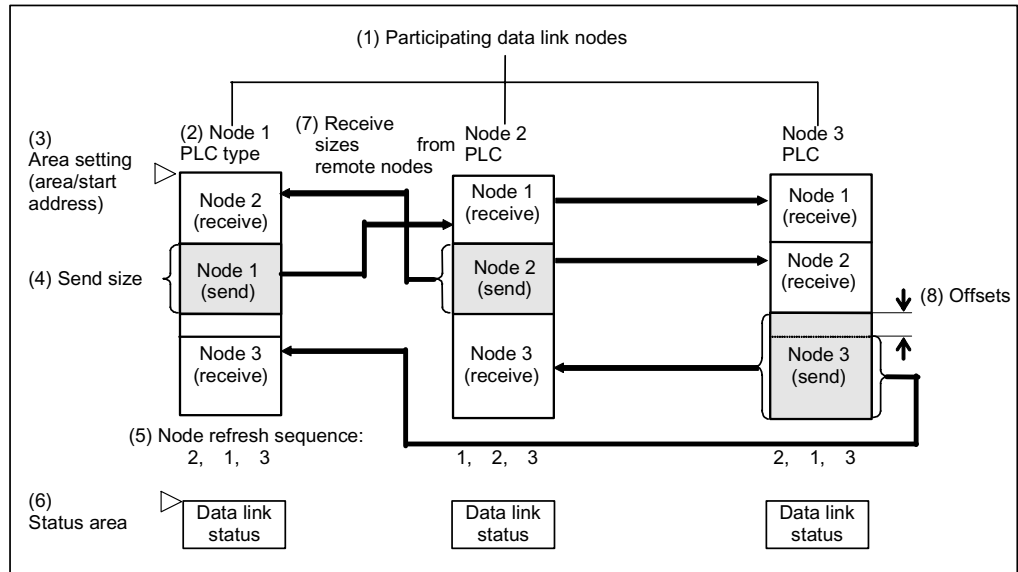 (1) Participating data link nodes
(3)
Area setting
(area/start
address)
(2) Node 1
PLC type
(7) Receive
sizes from
remote nodes
Node 2
PLC
Node 3
PLC
Node 2
(receive)
Node 1
(receive)
Node 1
(receive)
(4) Send size
Node 1
(send)
Node 2
(send)
Node 2
(receive)
(8) Offsets
Node 3
(receive)
Node 3
(receive)
Node 3
(send)
(5) Node refresh sequence:
2, 1, 3
1, 2, 3
2, 1, 3
(6)
Status area
Data link
status
Data link
status
Data link
status